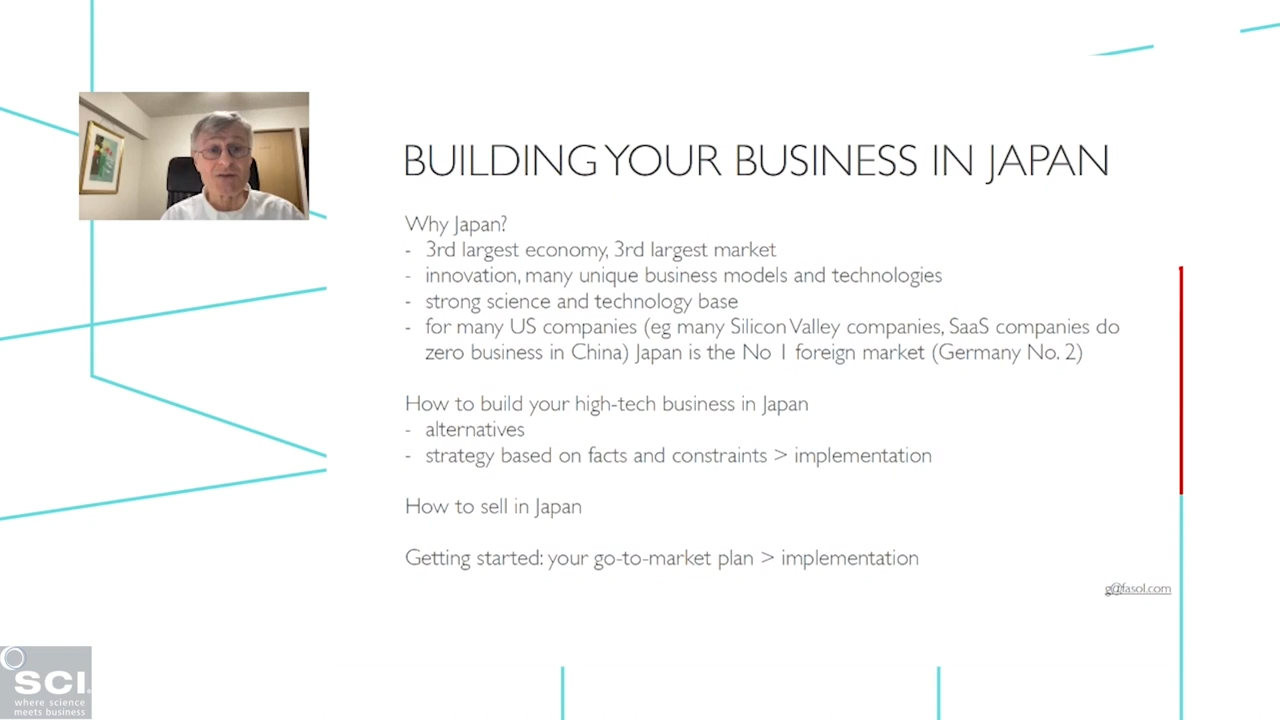 BUILDING YOUR BUSINESS IN JAPAN
Why Japan?
- 3rd largest economy, 3rd largest market
- innovation, many unique business models and technologies
- strong science and technology base
- for many US companies (eg many Silicon Valley companies, SaaS companies do
zero business in China) Japan is the No 1 foreign market (Germany No. 2)
How to build your high-tech business in Japan
- alternatives
- strategy based on facts and constraints > implementation
How to sell in Japan
Getting started: your go-to-market plan > implementation
g@fasol.com
SCI
where science
meets business